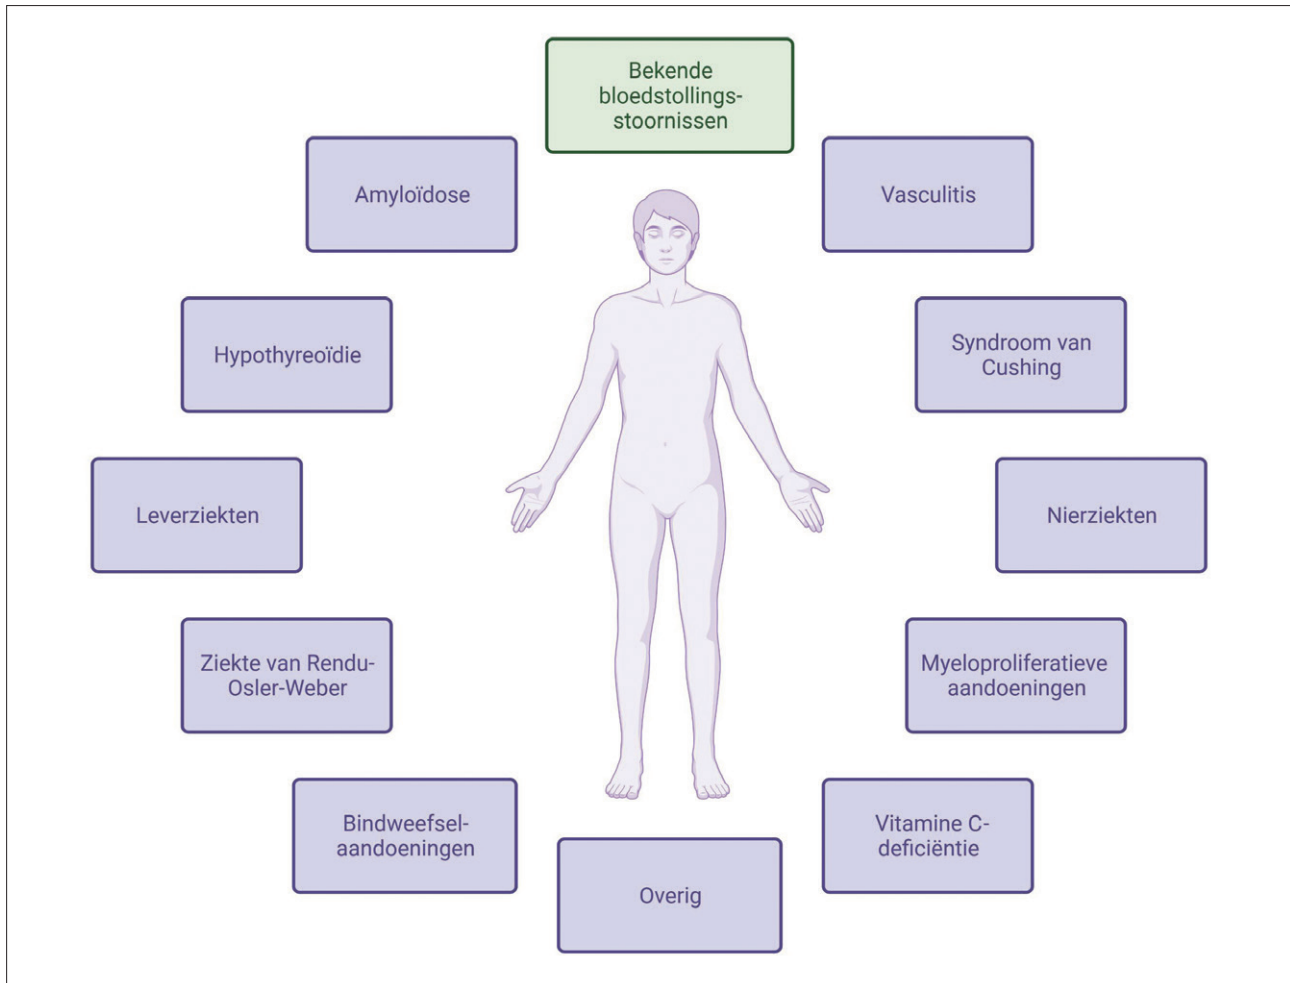 Bekende
bloedstollings-
stoornissen
Amyloïdose
Vasculitis
Hypothyreoïdie
Syndroom van
Cushing
Leverziekten
Nierziekten
Ziekte van Rendu-
Osler-Weber
Myeloproliferatieve
aandoeningen
Bindweefsel-
aandoeningen
Vitamine C-
deficiëntie
Overig